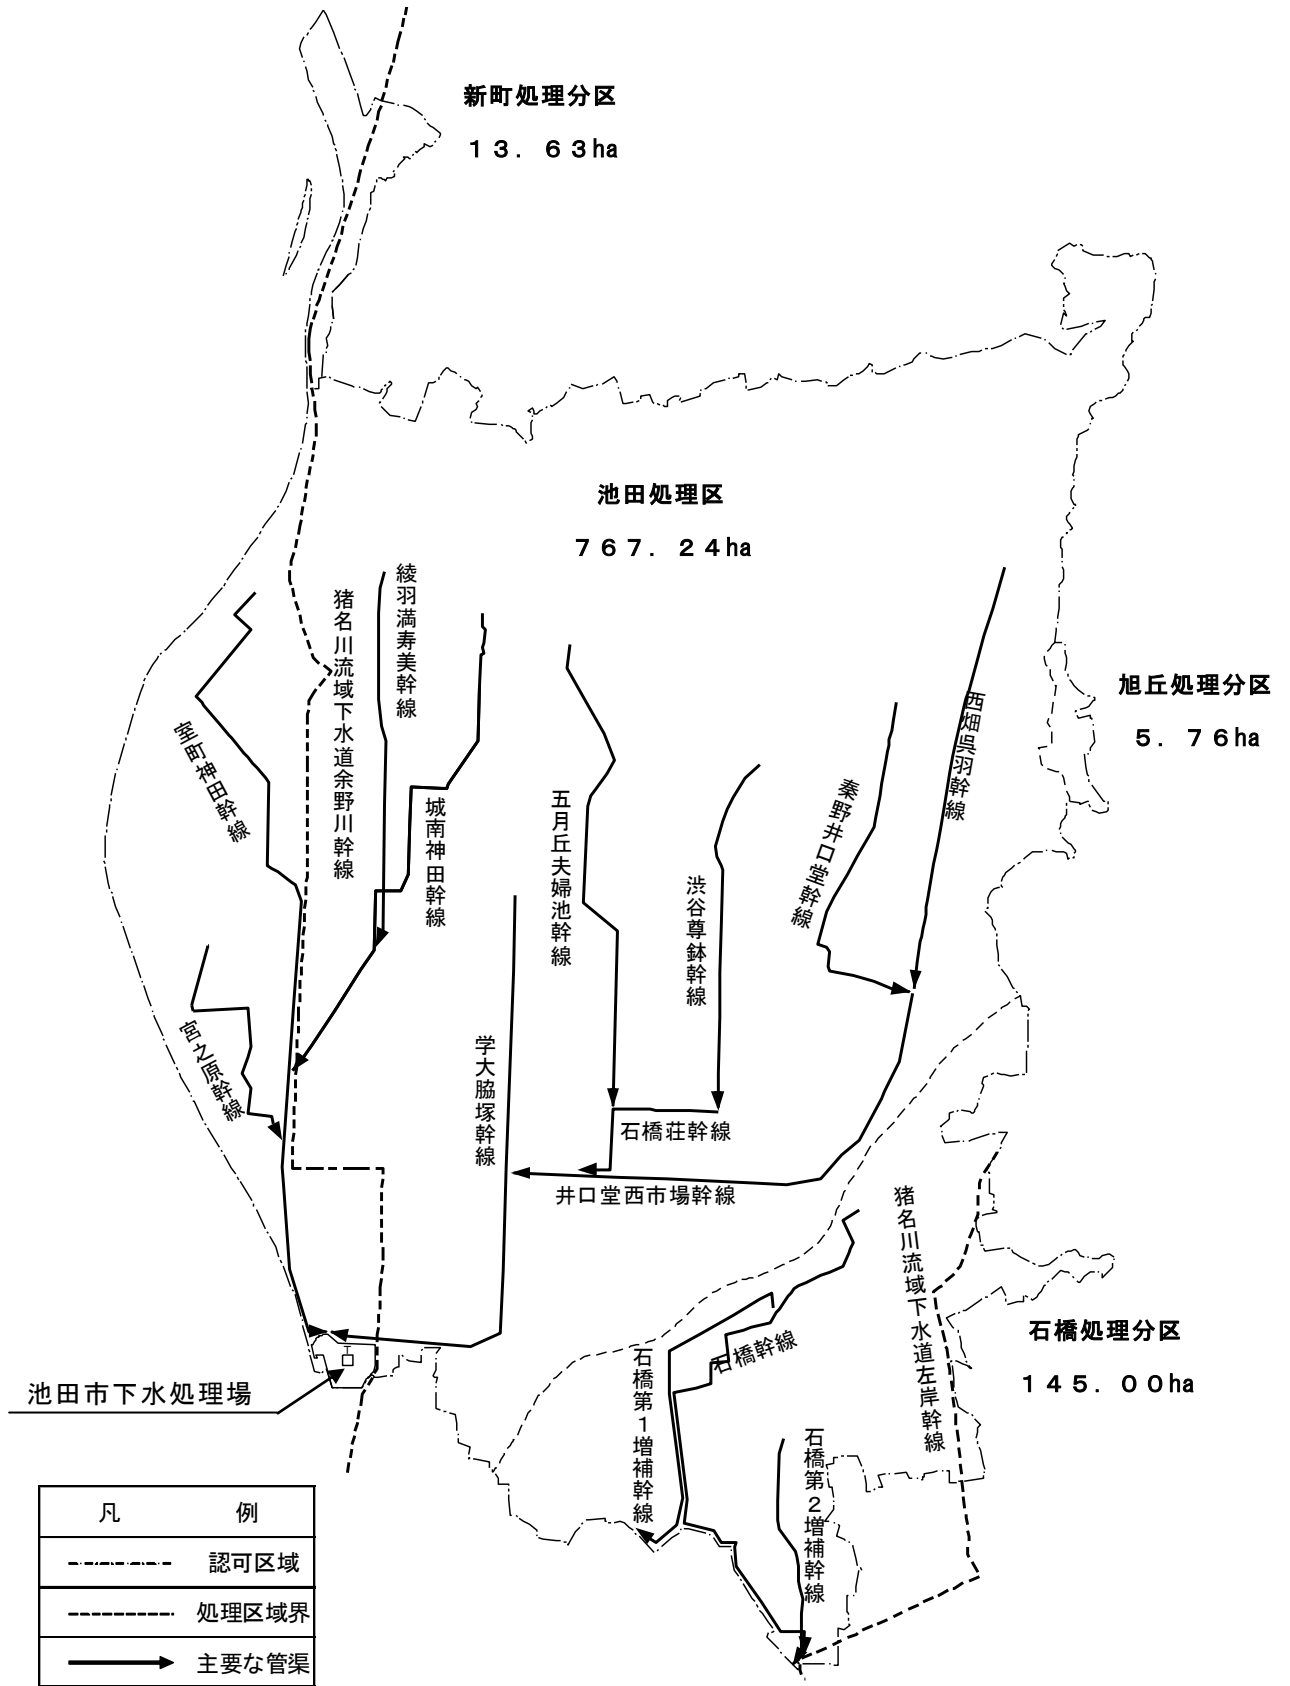 新町処理分区
１３．６３ha
池田処理区
７６７．２４ha
旭丘処理分区
５．７６ha
綾羽満寿美幹線
猪名川流域下水道余野川幹線
室町神田幹線
城南神田幹線
五月丘夫婦池幹線
渋谷尊鉢幹線
秦野井口堂幹線
西畑呉羽幹線
宮之原幹線
学大脇塚幹線
石橋荘幹線
井口堂西市場幹線
猪名川流域下水道左岸幹線
石橋処理分区
１４５．００ha
石橋幹線
石橋第１増補幹線
石橋第２増補幹線
池田市下水処理場
凡例
認可区域
処理区域界
主要な管渠